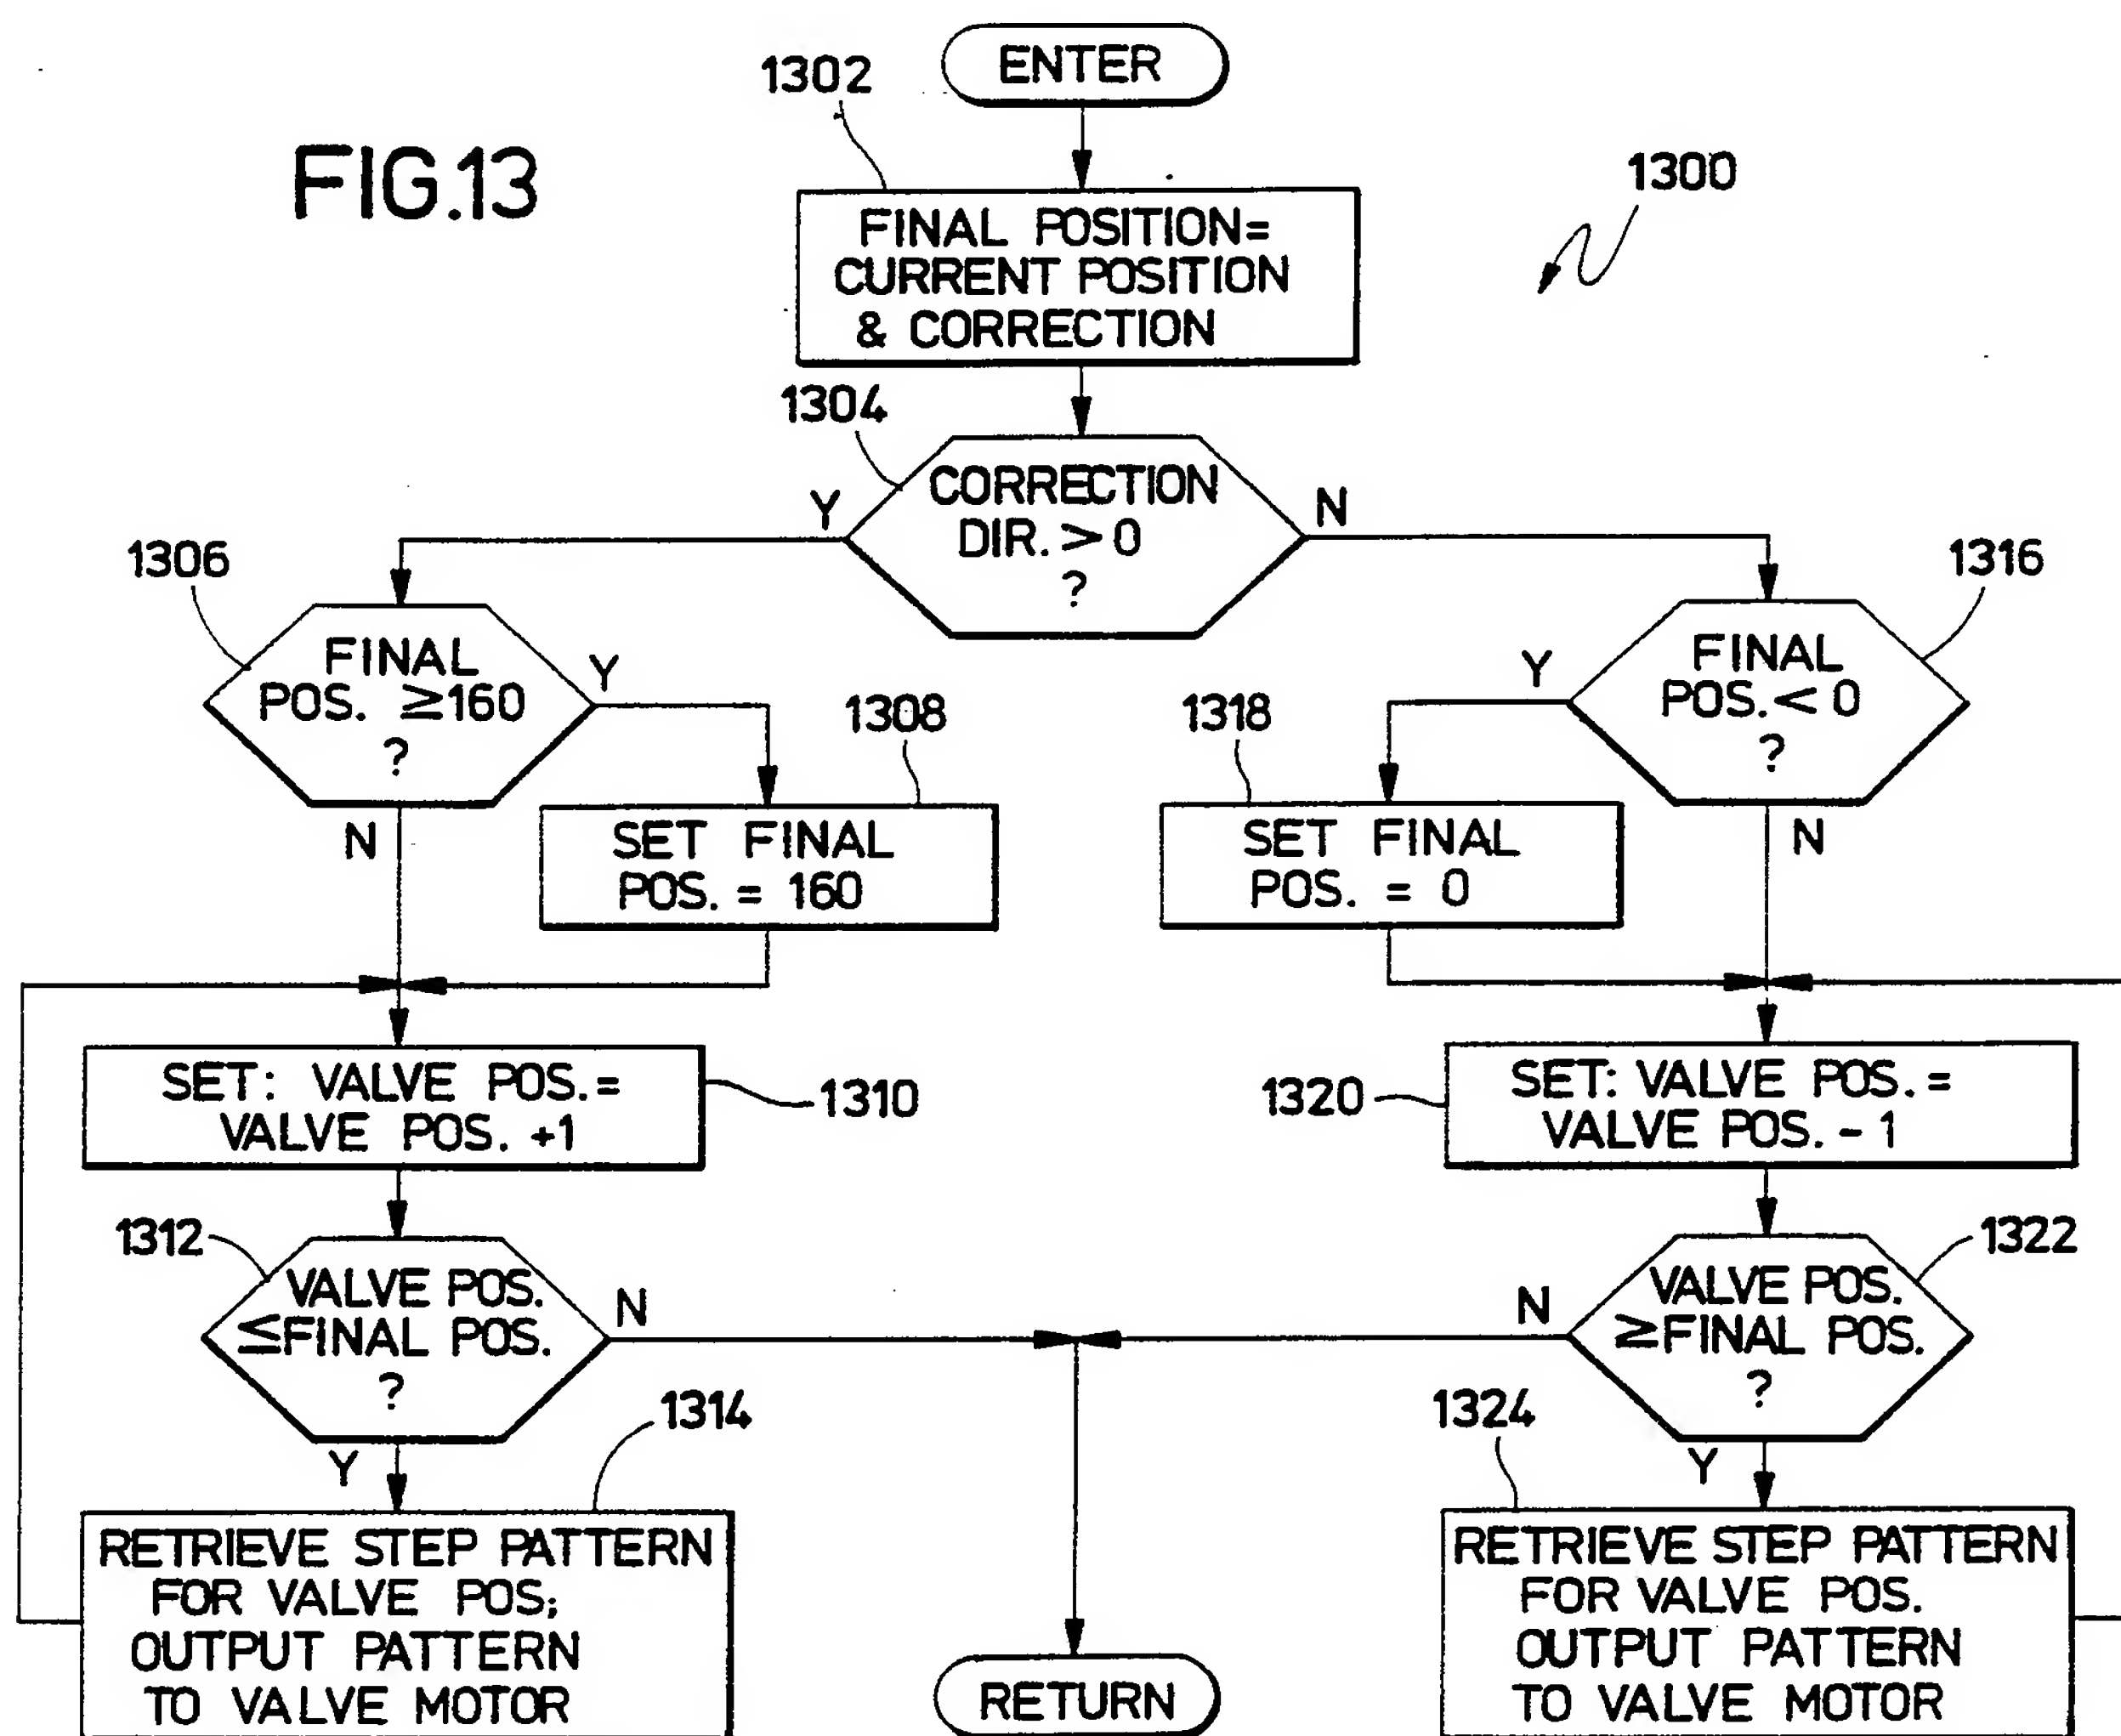 FIG.13
ENTER
1302
1300
FINAL POSITION=
CURRENT POSITION
& CORRECTION
1304
CORRECTION
DIR. > 0
?
Y
N
1306
FINAL
POS. ≥160
?
Y
N
1308
SET FINAL
POS. = 160
1316
FINAL
POS. < 0
?
Y
N
1318
SET FINAL
POS. = 0
SET: VALVE POS. =
VALVE POS. +1
1310
1320
SET: VALVE POS. =
VALVE POS. - 1
1312
VALVE POS.
≤FINAL POS.
?
N
Y
1322
VALVE POS.
≥FINAL POS.
?
N
Y
1314
RETRIEVE STEP PATTERN
FOR VALVE POS;
OUTPUT PATTERN
TO VALVE MOTOR
1324
RETRIEVE STEP PATTERN
FOR VALVE POS.
OUTPUT PATTERN
TO VALVE MOTOR
RETURN